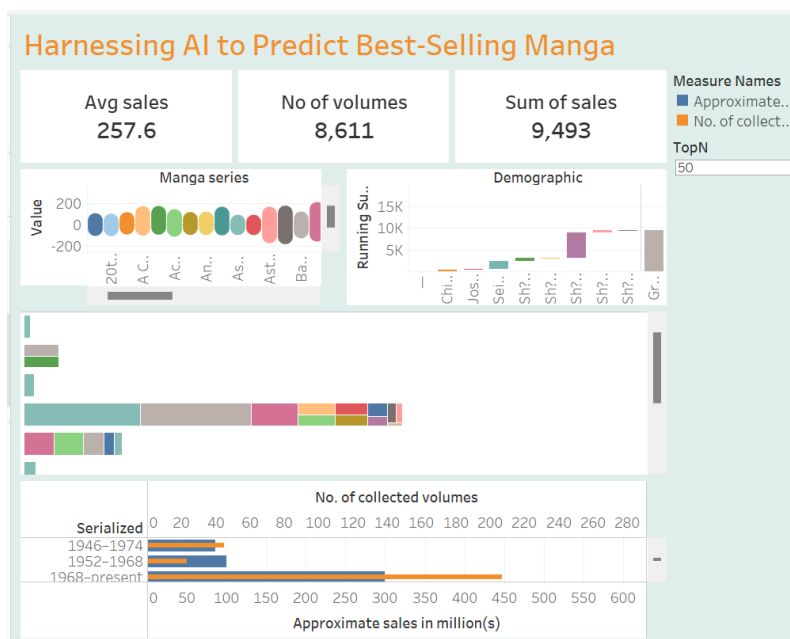 Harnessing AI to Predict Best-Selling Manga
Avg sales
257.6
No of volumes
8,611
Sum of sales
9,493
Measure Names
Approximate..
No. of collect..
TopN
50
Manga series
Value
200
0
-200
20t..
A C..
Ac..
An..
As..
Ast..
Ba..
Demographic
Running Su..
15K
10K
5K
—
Chi..
Jos..
Sei..
Sh?..
Sh?..
Sh?..
Sh?..
Sh?..
Gr..
No. of collected volumes
Serialized
0 20 40 60 80 100 120 140 160 180 200 220 240 260 280
1946–1974
1952–1968
1968–present
0 50 100 150 200 250 300 350 400 450 500 550 600
Approximate sales in million(s)